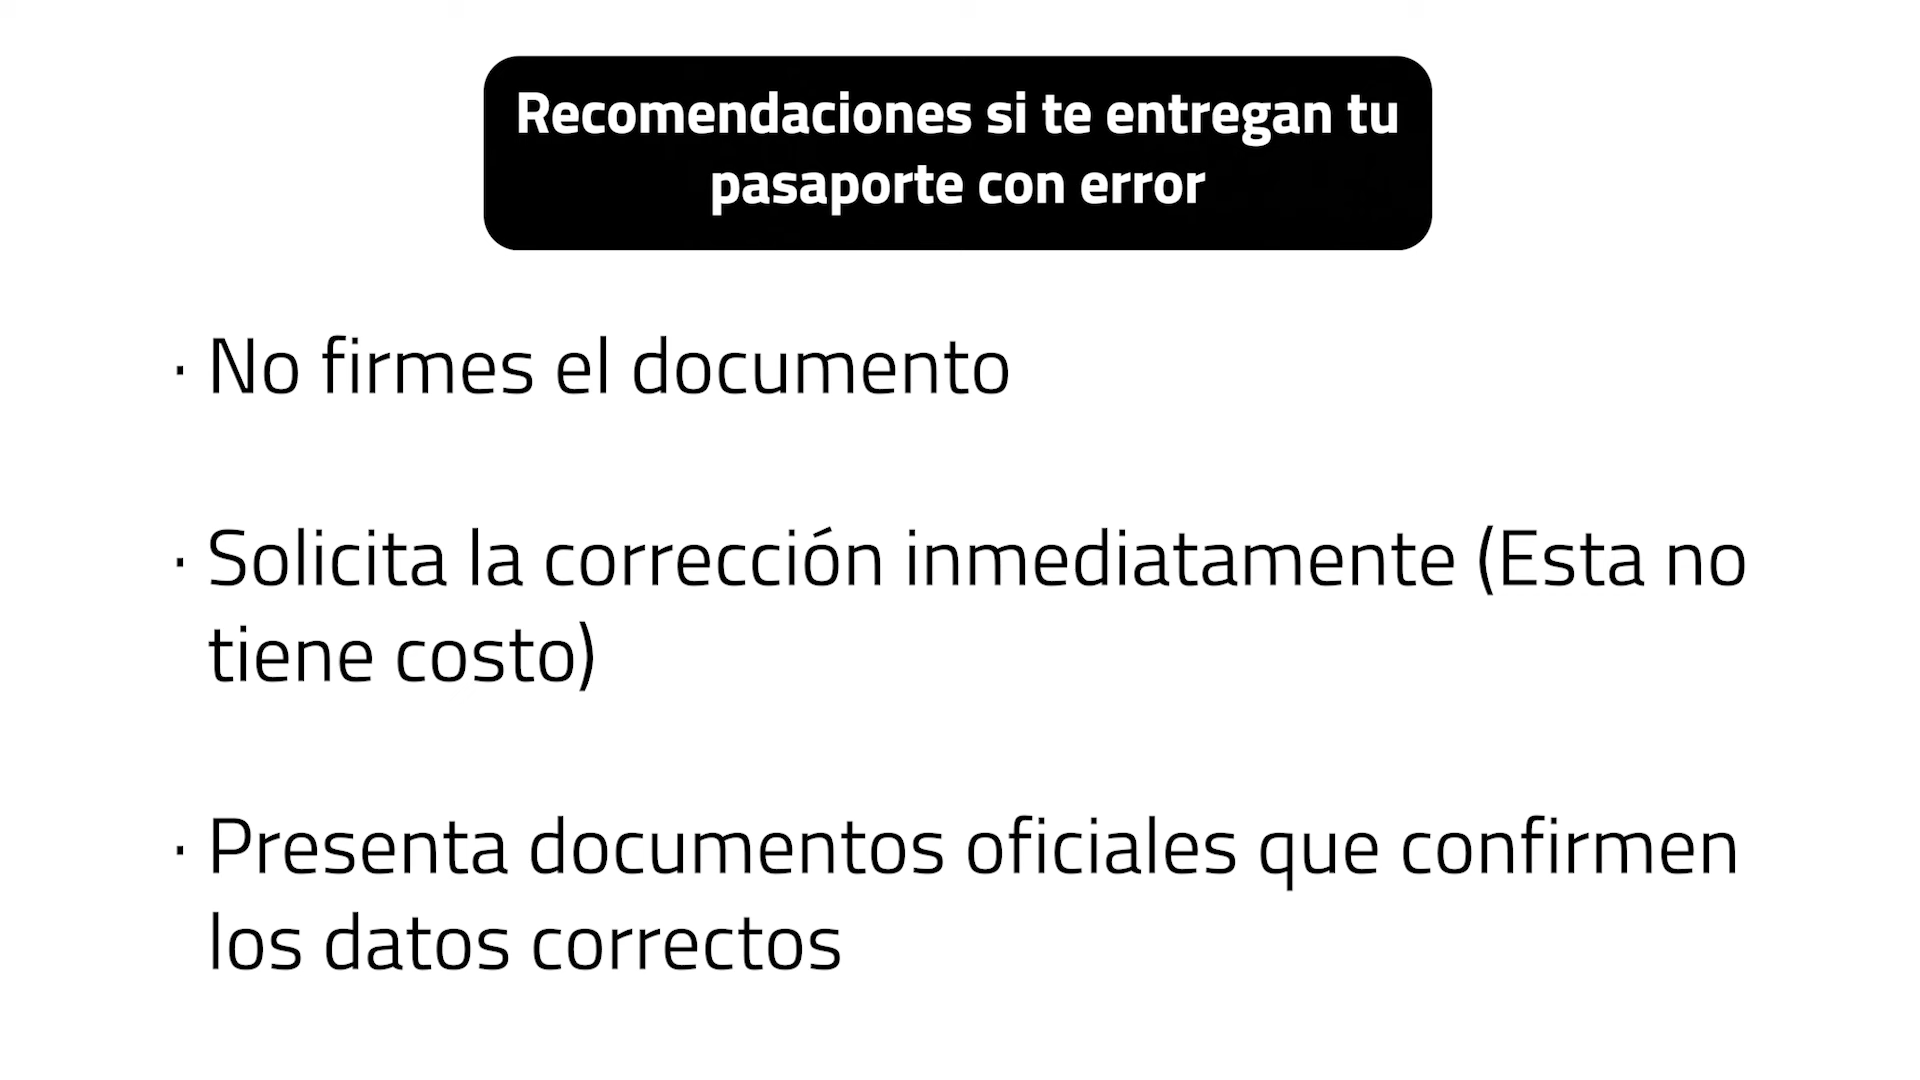 Recomendaciones si te entregan tu
pasaporte con error
· No firmes el documento
· Solicita la corrección inmediatamente (Esta no
tiene costo)
· Presenta documentos oficiales que confirmen
los datos correctos